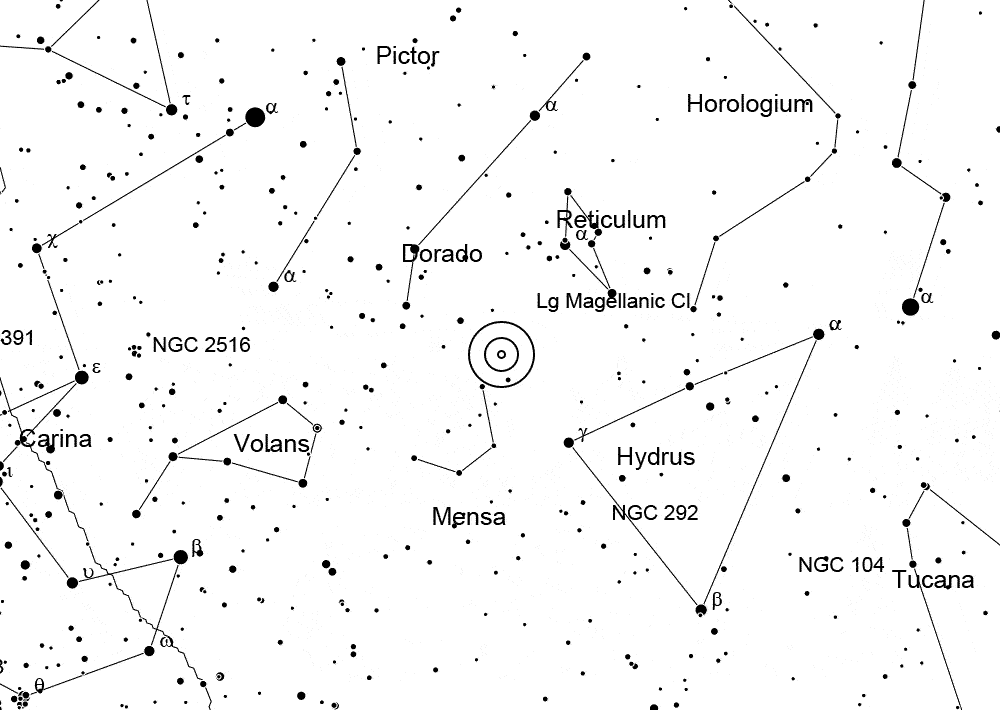 Pictor
τ
α
α
Horologium
Reticulum
α
χ
Dorado
α
Lg Magellanic Cl
α
α
391
NGC 2516
ε
γ
Carina
Volans
Hydrus
ι
Mensa
NGC 292
β
υ
NGC 104
Tucana
β
ω
θ